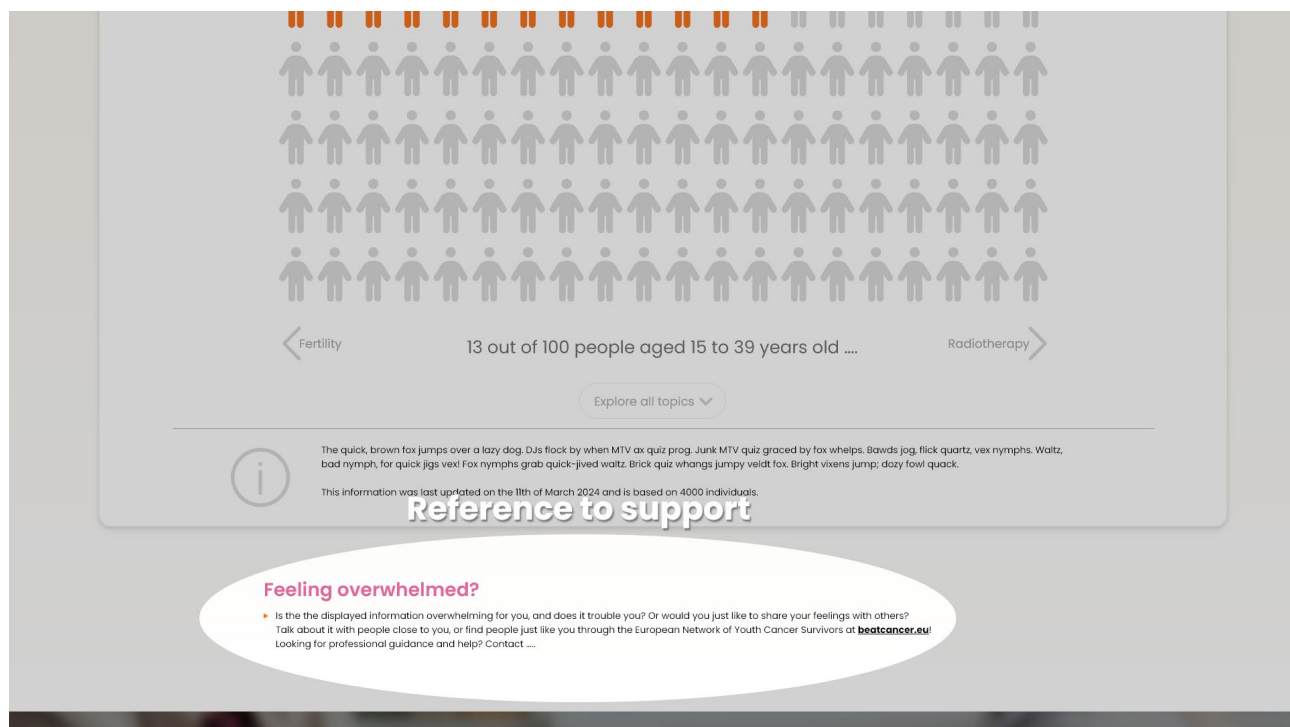 Fertility
13 out of 100 people aged 15 to 39 years old ....
Radiotherapy
Explore all topics
The quick, brown fox jumps over a lazy dog. DJs flock by when MTV ax quiz prog. Junk MTV quiz graced by fox whelps. Bawds jog, flick quartz, vex nymphs. Waltz,
bad nymph, for quick jigs vex! Fox nymphs grab quick-jived waltz. Brick quiz whangs jumpy veldt fox. Bright vixens jump; dozy fowl quack.
This information was last updated on the 11th of March 2024 and is based on 4000 individuals.
Reference to support
Feeling overwhelmed?
Is the the displayed information overwhelming for you, and does it trouble you? Or would you just like to share your feelings with others?
Talk about it with people close to you, or find people just like you through the European Network of Youth Cancer Survivors at beatcancer.eu!
Looking for professional guidance and help? Contact .....